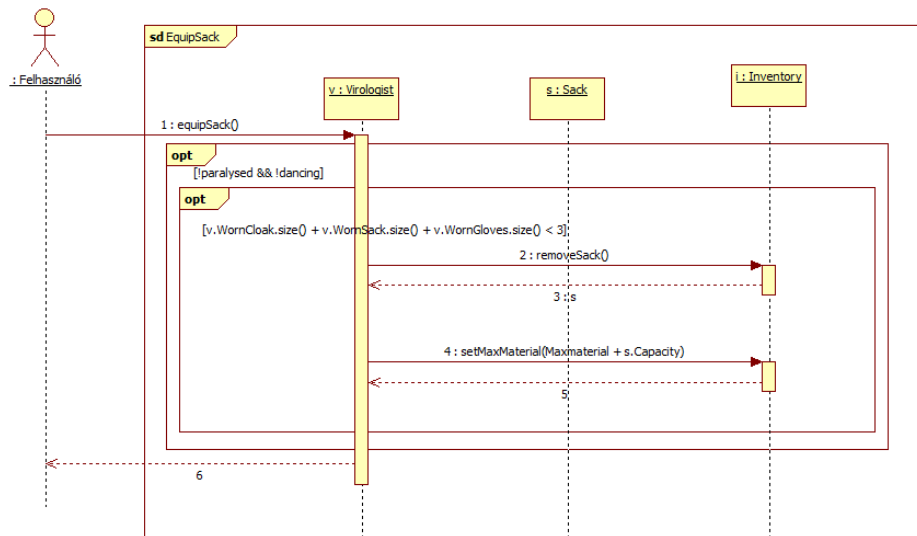 sd EquipSack
: Felhasználó
v : Virologist
s : Sack
i : Inventory
1 : equipSack()
opt
[!paralysed && !dancing]
opt
[v.WornCloak.size() + v.WornSack.size() + v.WornGloves.size() < 3]
2 : removeSack()
3 : s
4 : setMaxMaterial(Maxmaterial + s.Capacity)
5
6